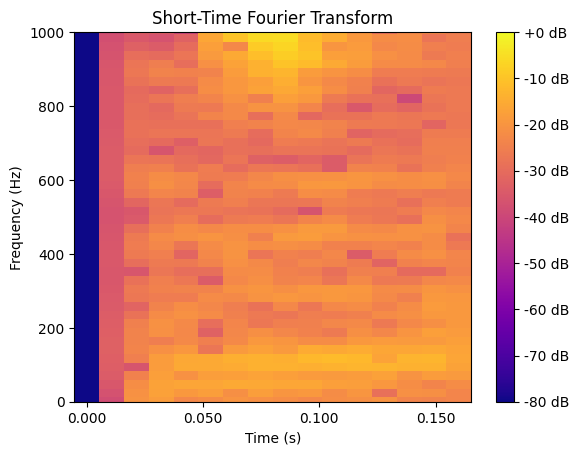 Short-Time Fourier Transform
Frequency (Hz)
1000
800
600
400
200
0
0.000
0.050
0.100
0.150
Time (s)
+0 dB
-10 dB
-20 dB
-30 dB
-40 dB
-50 dB
-60 dB
-70 dB
-80 dB